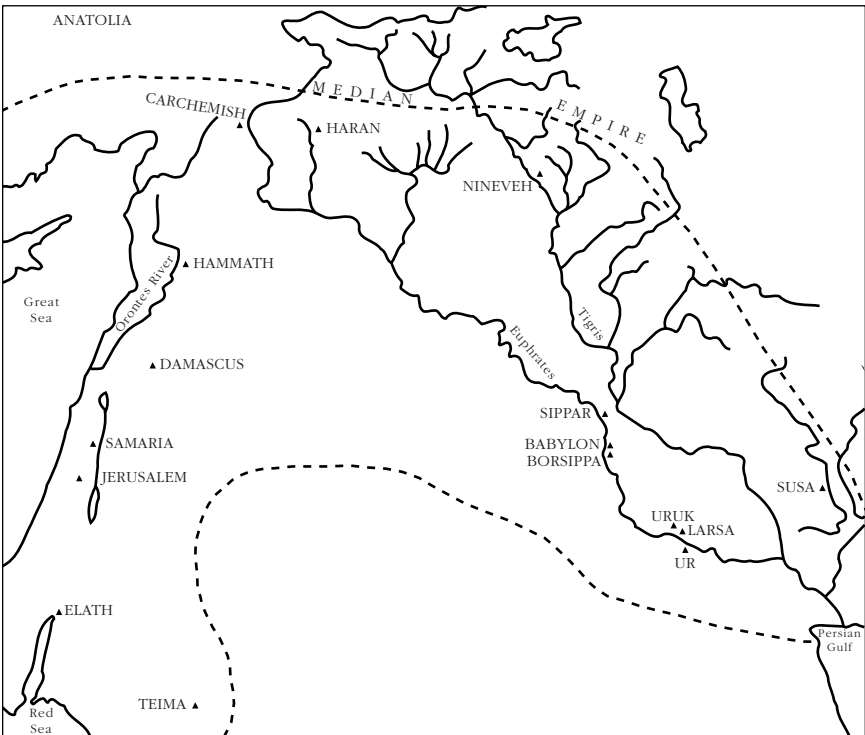 ANATOLIA
MEDIAN EMPIRE
CARCHEMISH
HARAN
NINEVEH
HAMMATH
Orontes River
Great
Sea
Tigris
Euphrates
DAMASCUS
SIPPAR
SAMARIA
BABYLON
BORSIPPA
JERUSALEM
SUSA
URUK
LARSA
UR
ELATH
Persian
Gulf
TEIMA
Red
Sea